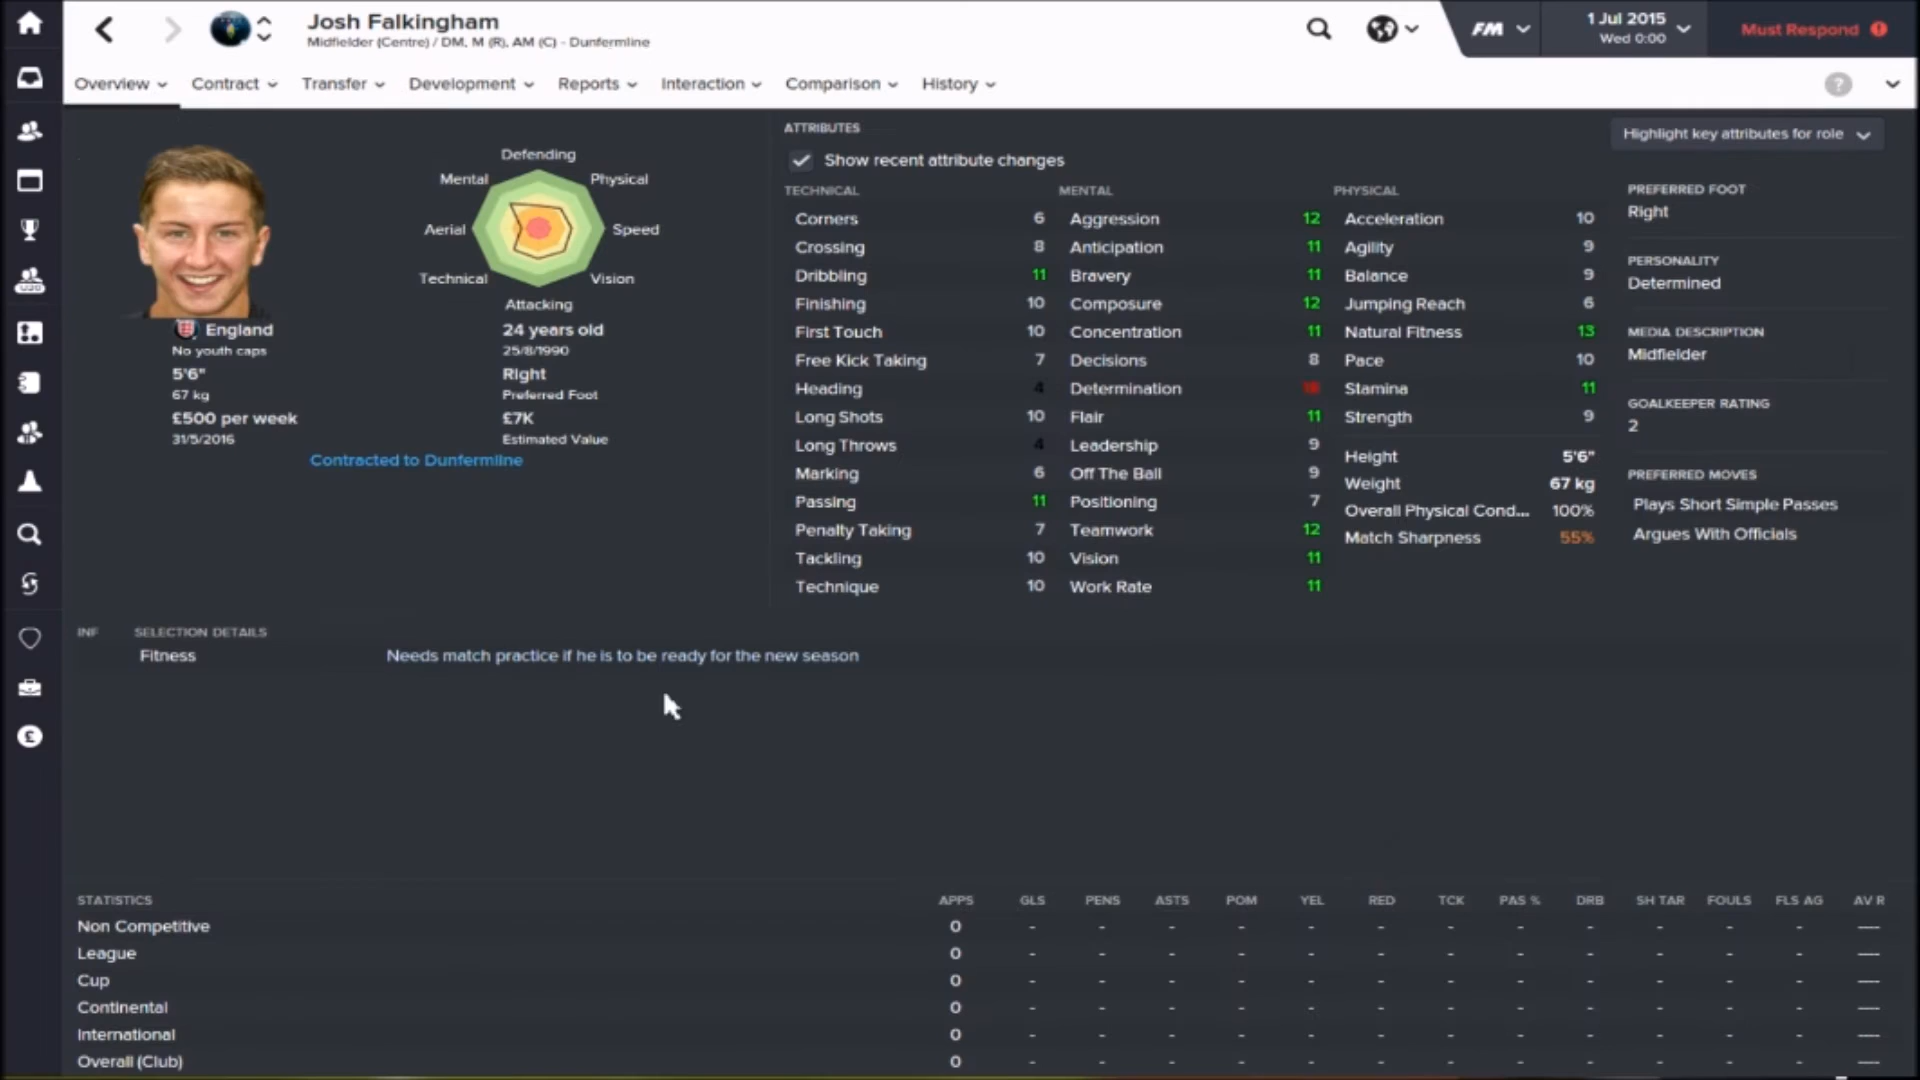 Josh Falkingham
Midfielder (Centre) / DM, M (R), AM (C) - Dunfermline
FM
1 Jul 2015
Wed 0:00
Must Respond
Overview
Contract
Transfer
Development
Reports
Interaction
Comparison
History
?
Defending
Mental
Physical
Aerial
Speed
Technical
Vision
Attacking
England
No youth caps
5'6"
67 kg
£500 per week
31/5/2016
24 years old
25/8/1990
Right
Preferred Foot
£7K
Estimated Value
Contracted to Dunfermline
ATTRIBUTES
Show recent attribute changes
Highlight key attributes for role
TECHNICAL
Corners 6
Crossing 8
Dribbling 11
Finishing 10
First Touch 10
Free Kick Taking 7
Heading 4
Long Shots 10
Long Throws 4
Marking 6
Passing 11
Penalty Taking 7
Tackling 10
Technique 10
MENTAL
Aggression 12
Anticipation 11
Bravery 11
Composure 12
Concentration 11
Decisions 8
Determination
Flair 11
Leadership 9
Off The Ball 9
Positioning 7
Teamwork 12
Vision 11
Work Rate 11
PHYSICAL
Acceleration 10
Agility 9
Balance 9
Jumping Reach 6
Natural Fitness 13
Pace 10
Stamina 11
Strength 9
Height 5'6"
Weight 67 kg
Overall Physical Cond... 100%
Match Sharpness 55%
PREFERRED FOOT
Right
PERSONALITY
Determined
MEDIA DESCRIPTION
Midfielder
GOALKEEPER RATING
2
PREFERRED MOVES
Plays Short Simple Passes
Argues With Officials
INF SELECTION DETAILS
Fitness Needs match practice if he is to be ready for the new season
STATISTICS APPS GLS PENS ASTS POM YEL RED TCK PAS % DRB SH TAR FOULS FLS AG AV R
Non Competitive 0 - - - - - - - - - - - - ----
League 0 - - - - - - - - - - - - ----
Cup 0 - - - - - - - - - - - - ----
Continental 0 - - - - - - - - - - - - ----
International 0 - - - - - - - - - - - - ----
Overall (Club) 0 - - - - - - - - - - - - ----